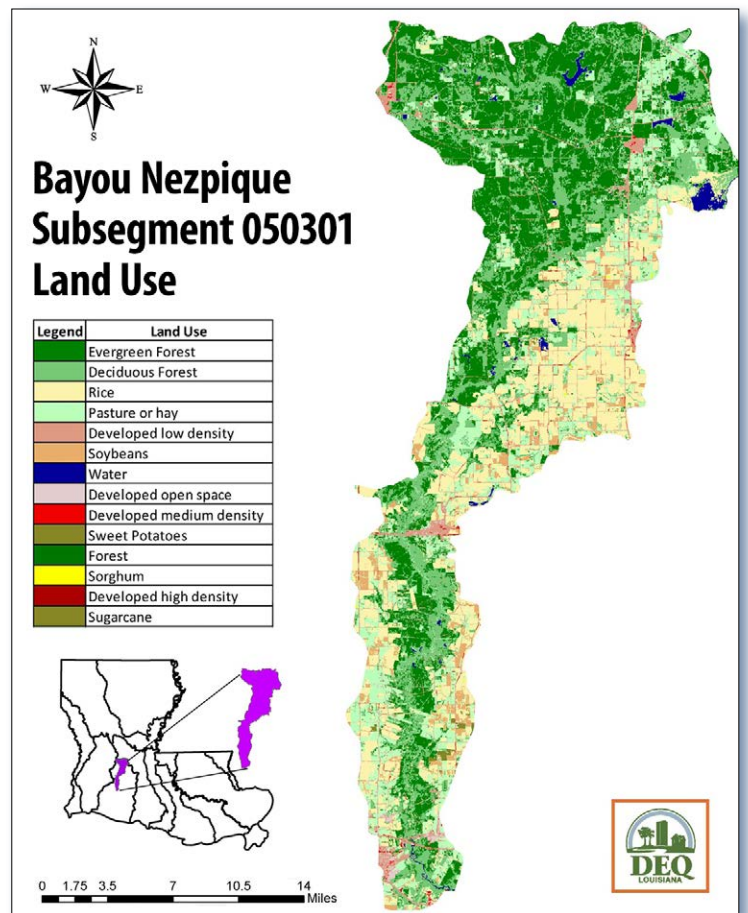 N
W E
S
Bayou Nezpique
Subsegment 050301
Land Use
Legend Land Use
Evergreen Forest
Deciduous Forest
Rice
Pasture or hay
Developed low density
Soybeans
Water
Developed open space
Developed medium density
Sweet Potatoes
Forest
Sorghum
Developed high density
Sugarcane
0 1.75 3.5 7 10.5 14
Miles
DEQ
LOUISIANA